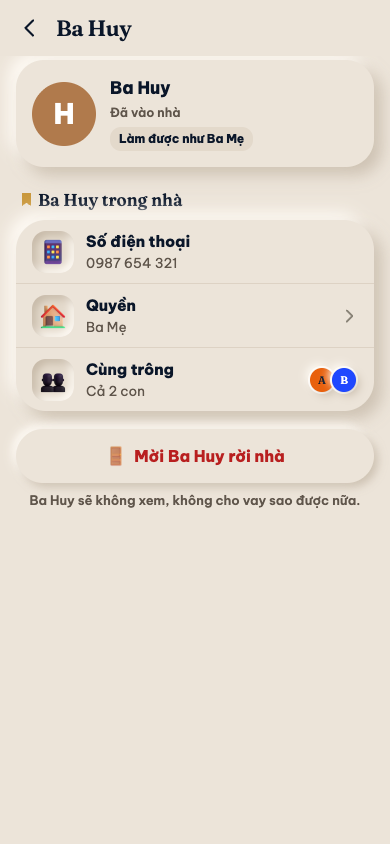 Ba Huy
H
Ba Huy
Đã vào nhà
Làm được như Ba Mẹ
Ba Huy trong nhà
Số điện thoại
0987 654 321
Quyền
Ba Mẹ
Cùng trông
Cả 2 con
A
B
Mời Ba Huy rời nhà
Ba Huy sẽ không xem, không cho vay sao được nữa.